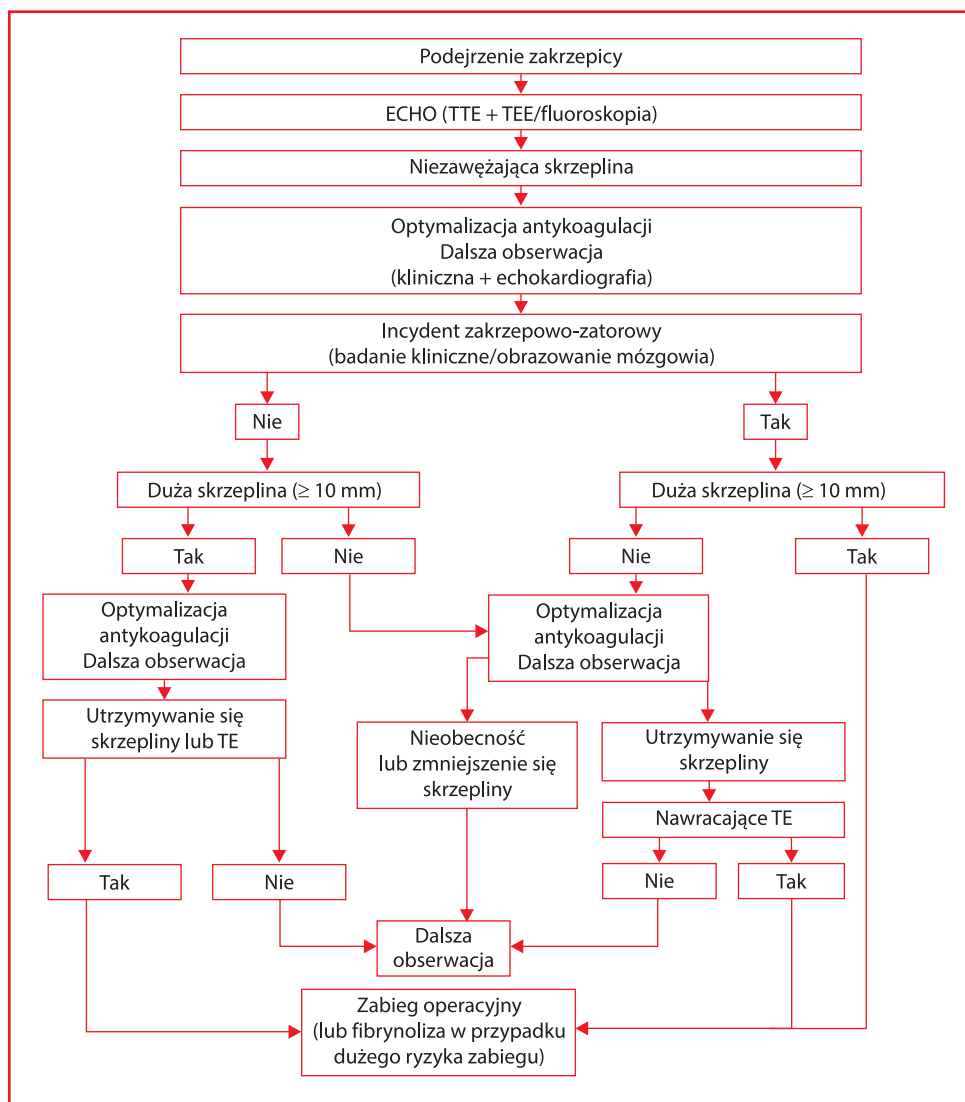 Podejrzenie zakrzepicy
ECHO (TTE + TEE/fluoroskopia)
Niezawężająca skrzeplina
Optymalizacja antykoagulacji
Dalsza obserwacja
(kliniczna + echokardiografia)
Incydent zakrzepowo-zatorowy
(badanie kliniczne/obrazowanie mózgowia)
Nie
Tak
Duża skrzeplina (≥ 10 mm)
Duża skrzeplina (≥ 10 mm)
Tak
Nie
Nie
Tak
Optymalizacja
antykoagulacji
Dalsza obserwacja
Optymalizacja
antykoagulacji
Dalsza obserwacja
Utrzymywanie się
skrzepliny lub TE
Nieobecność
lub zmniejszenie się
skrzepliny
Utrzymywanie się
skrzepliny
Nawracające TE
Tak
Nie
Nie
Tak
Dalsza
obserwacja
Zabieg operacyjny
(lub fibrynoliza w przypadku
dużego ryzyka zabiegu)